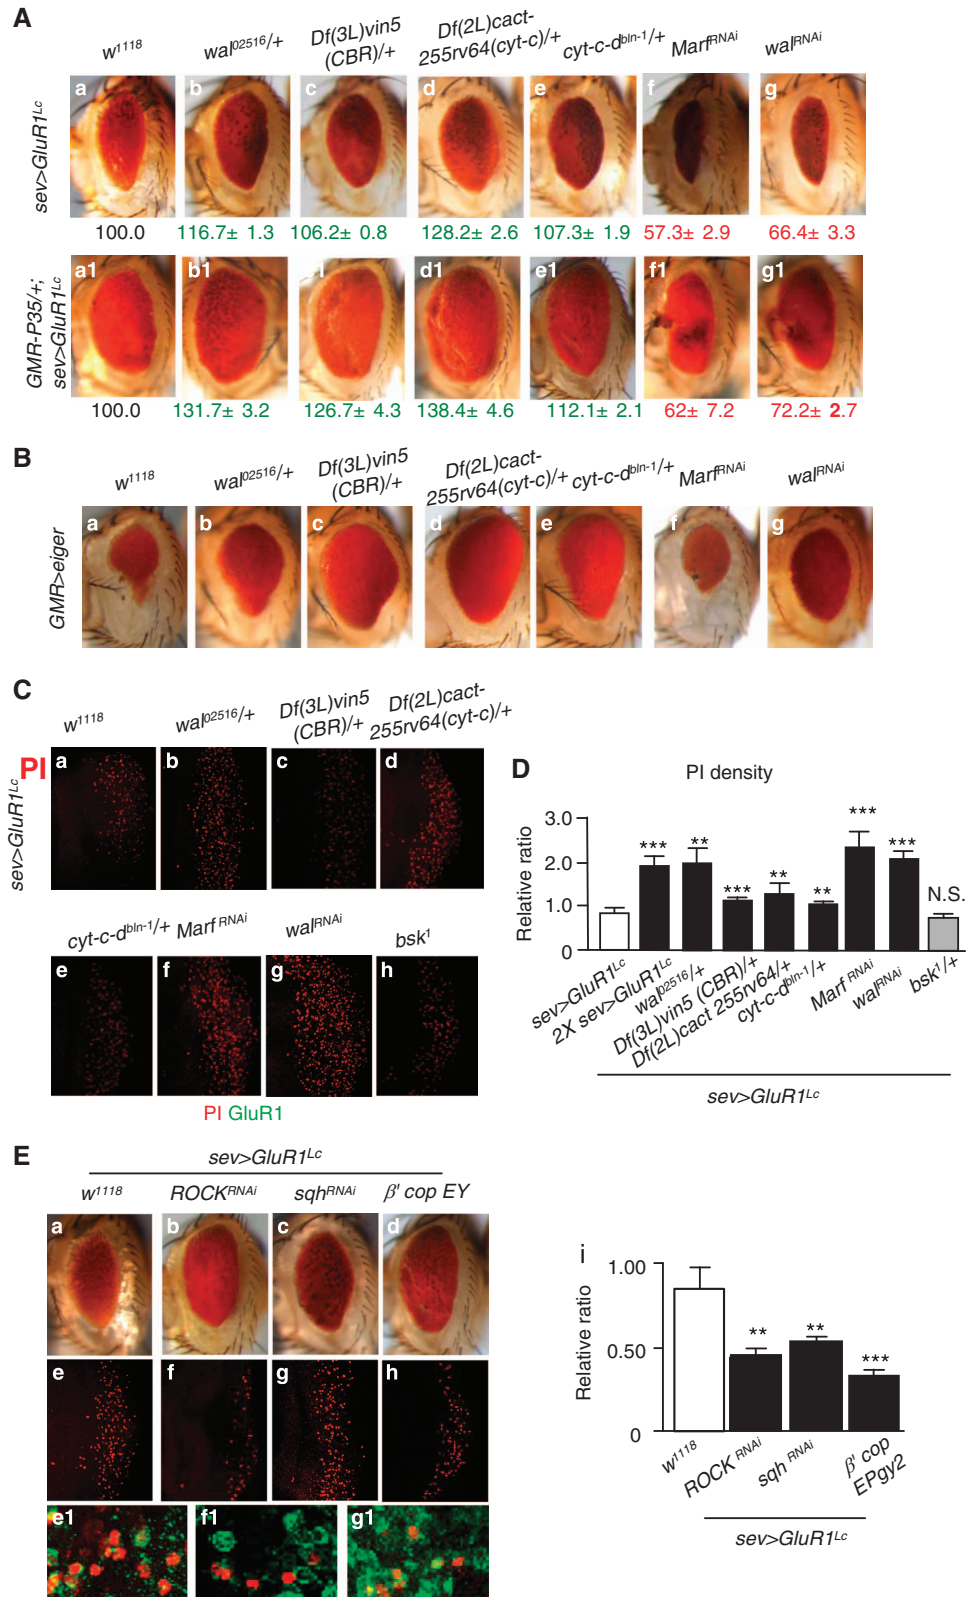 A
w1118
wal02516/+
Df(3L)vin5
(CBR)/+
Df(2L)cact-
255rv64(cyt-c)/+
cyt-c-dbln-1/+
MarfRNAi
walRNAi
sev>GluR1Lc
a
b
c
d
e
f
g
100.0
116.7± 1.3
106.2± 0.8
128.2± 2.6
107.3± 1.9
57.3± 2.9
66.4± 3.3
GMR-P35/+;
sev>GluR1Lc
a1
b1
d1
e1
f1
g1
100.0
131.7± 3.2
126.7± 4.3
138.4± 4.6
112.1± 2.1
62± 7.2
72.2± 2.7
B
w1118
wal02516/+
Df(3L)vin5
(CBR)/+
Df(2L)cact-
255rv64(cyt-c)/+
cyt-c-dbln-1/+
MarfRNAi
walRNAi
GMR>eiger
a
b
c
d
e
f
g
C
w1118
wal02516/+
Df(3L)vin5
(CBR)/+
Df(2L)cact-
255rv64(cyt-c)/+
PI
sev>GluR1Lc
a
b
c
d
cyt-c-dbln-1/+
Marf RNAi
walRNAi
bsk1
e
f
g
h
PI GluR1
D
PI density
Relative ratio
3.0
2.0
1.0
0
***
**
***
**
**
***
***
N.S.
sev>GluR1Lc
2X sev>GluR1Lc
wal02516/+
Df(3L)vin5 (CBR)/+
Df(2L)cact 255rv64/+
cyt-c-dbln-1/+
Marf RNAi
walRNAi
bsk1/+
sev>GluR1Lc
E
sev>GluR1Lc
w1118
ROCKRNAi
sqhRNAi
β' cop EY
a
b
c
d
e
f
g
h
e1
f1
g1
i
Relative ratio
1.00
0.50
0
**
**
***
w1118
ROCK RNAi
sqh RNAi
β' cop
EPgy2
sev>GluR1Lc